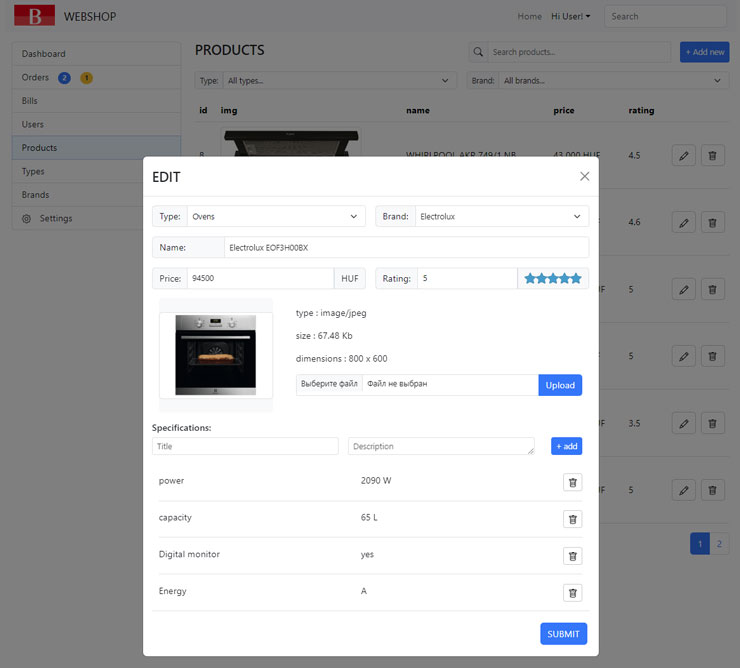 B WEBSHOP Home Hi User! Search
Dashboard
Orders 2 1
Bills
Users
Products
Types
Brands
Settings
PRODUCTS Search products... + Add new
Type: All types... Brand: All brands...
id img name price rating
8 WHIRLPOOL AKR 749/1 NB 43 000 HUF 4.5
4.6
5
5
3.5
5
1 2
EDIT
Type: Ovens Brand: Electrolux
Name: Electrolux EOF3H00BX
Price: 94500 HUF Rating: 5
type : image/jpeg
size : 67.48 Kb
dimensions : 800 x 600
Выберите файл Файл не выбран Upload
Specifications:
Title Description + add
power 2090 W
capacity 65 L
Digital monitor yes
Energy A
SUBMIT